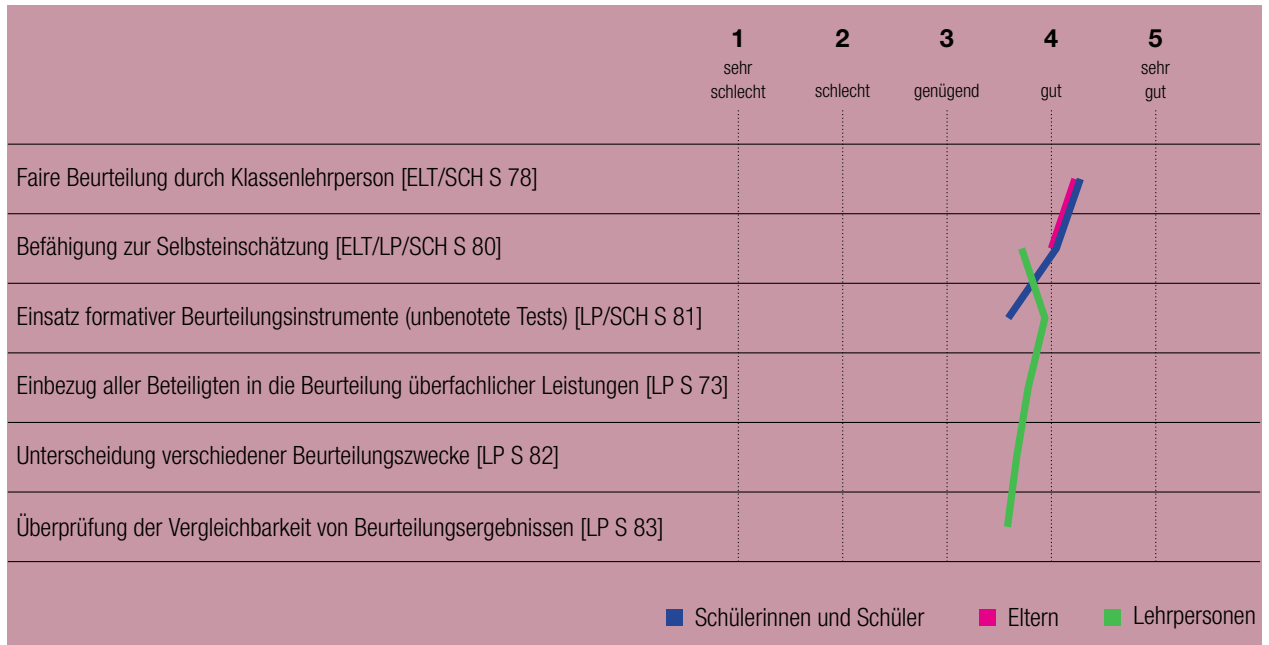 1 2 3 4 5
sehr schlecht schlecht genügend gut sehr gut
Faire Beurteilung durch Klassenlehrperson [ELT/SCH S 78]
Befähigung zur Selbsteinschätzung [ELT/LP/SCH S 80]
Einsatz formativer Beurteilungsinstrumente (unbenotete Tests) [LP/SCH S 81]
Einbezug aller Beteiligten in die Beurteilung überfachlicher Leistungen [LP S 73]
Unterscheidung verschiedener Beurteilungszwecke [LP S 82]
Überprüfung der Vergleichbarkeit von Beurteilungsergebnissen [LP S 83]
Schülerinnen und Schüler Eltern Lehrpersonen